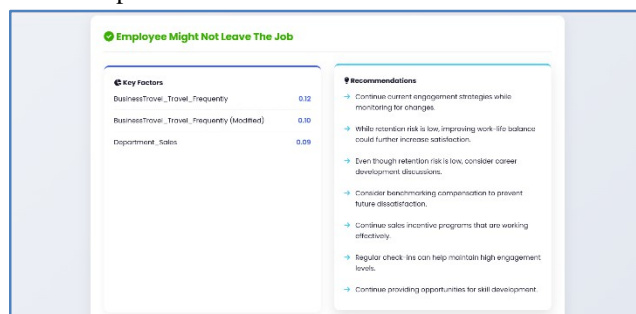 Employee Might Not Leave The Job
Key Factors
BusinessTravel_Travel_Frequently 0.12
BusinessTravel_Travel_Frequently (Modified) 0.10
Department_Sales 0.09
Recommendations
Continue current engagement strategies while
monitoring for changes.
While retention risk is low, improving work-life balance
could further increase satisfaction.
Even though retention risk is low, consider career
development discussions.
Consider benchmarking compensation to prevent
future dissatisfaction.
Continue sales incentive programs that are working
effectively.
Regular check-ins can help maintain high engagement
levels.
Continue providing opportunities for skill development.